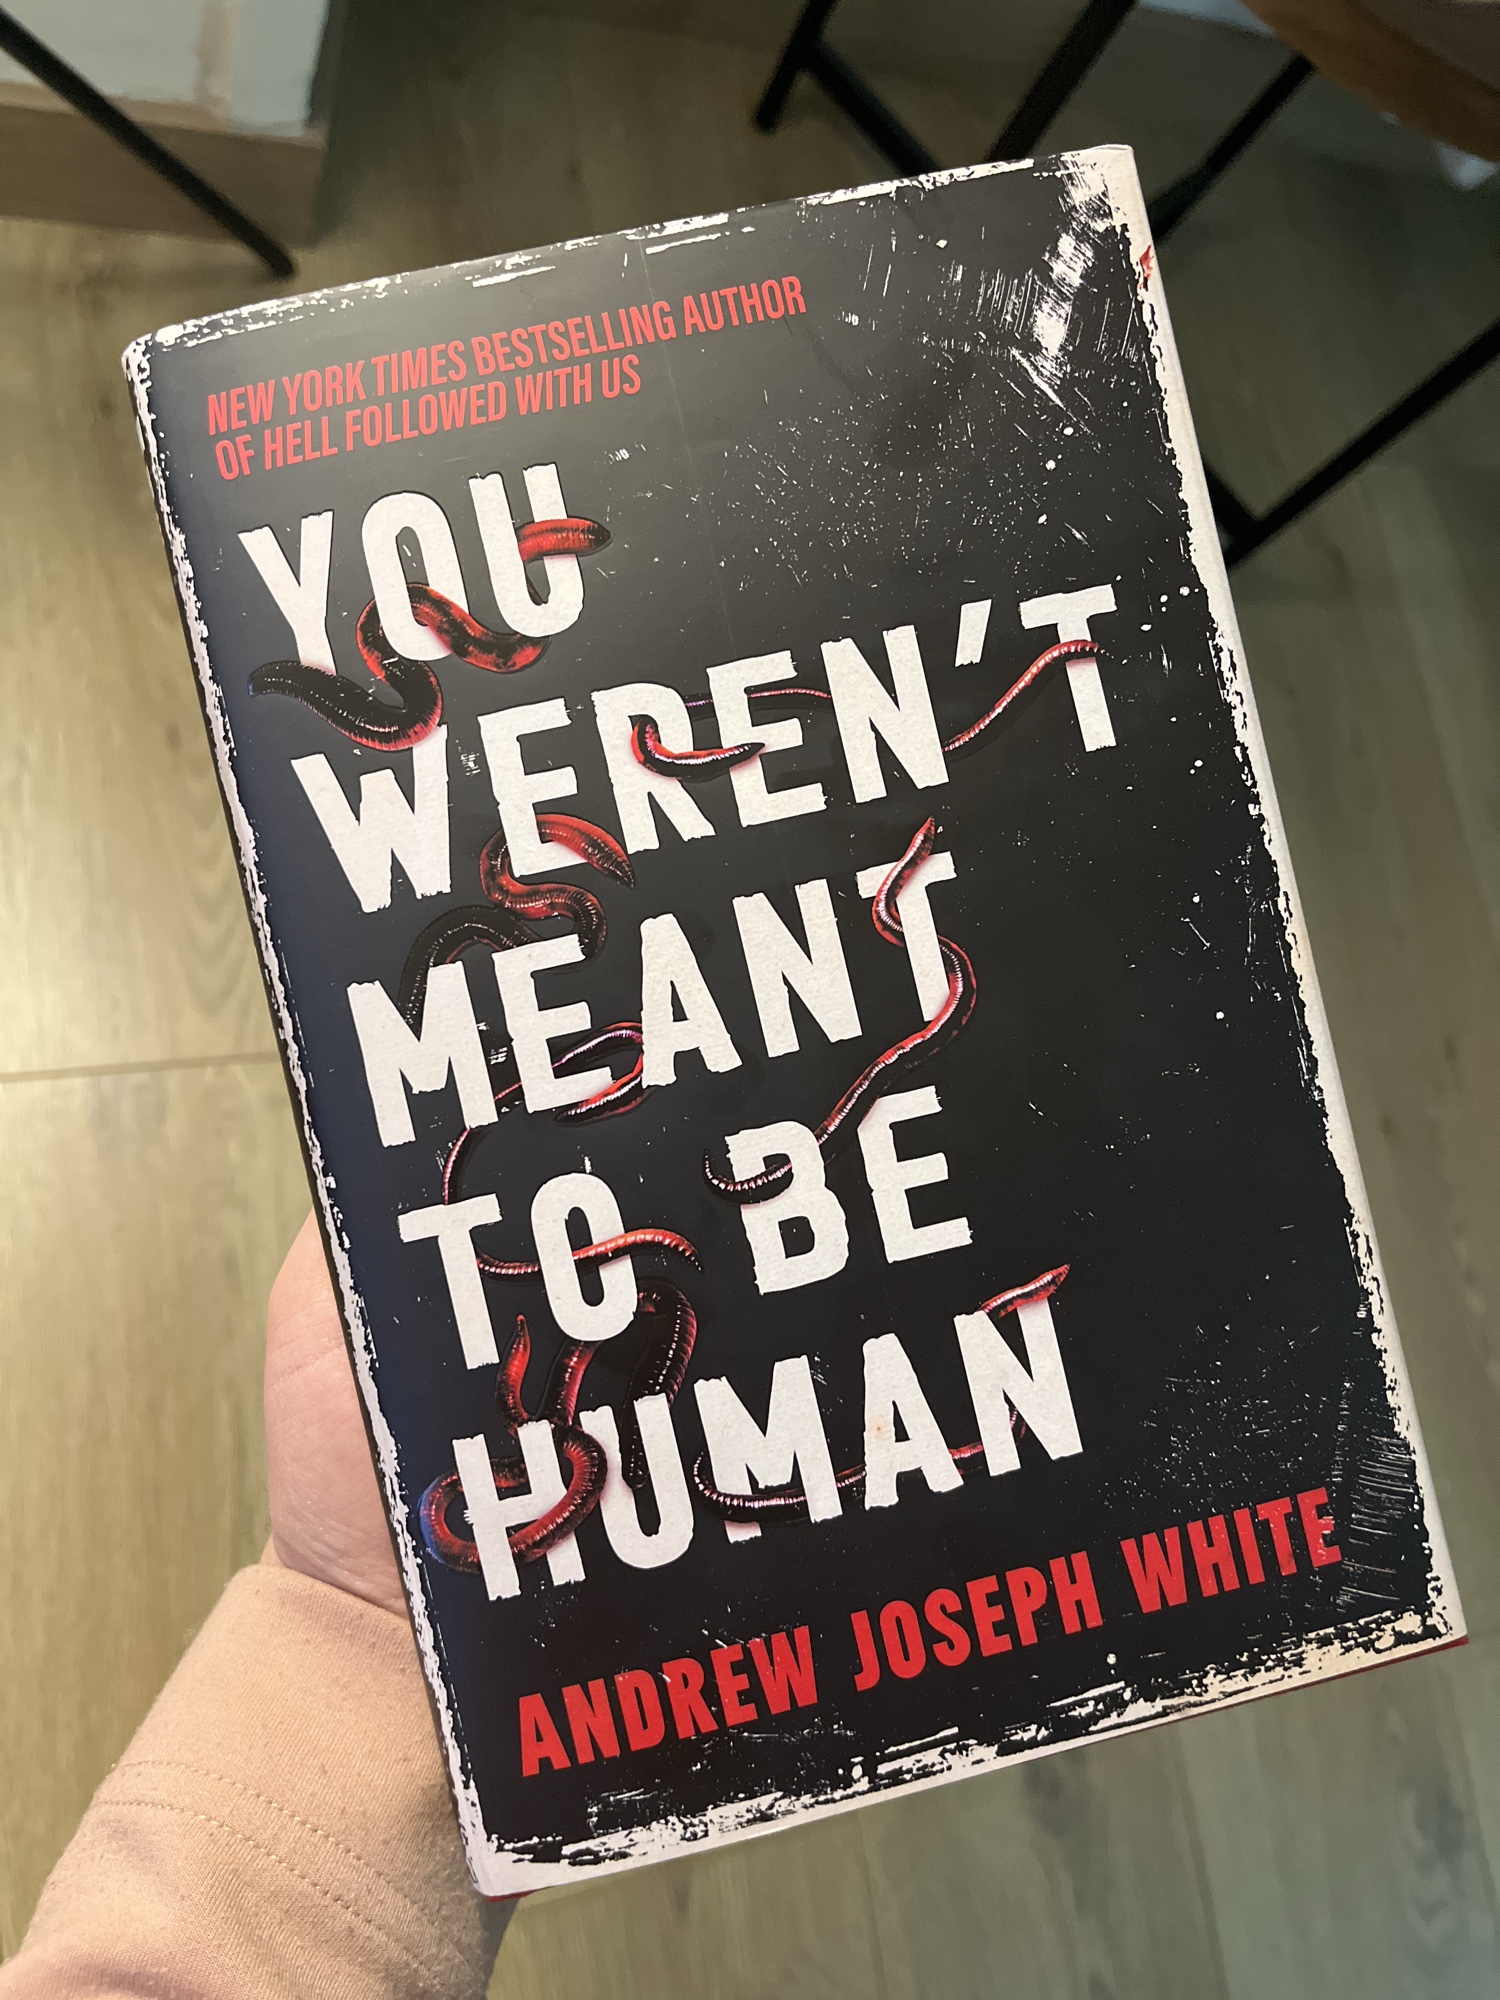 NEW YORK TIMES BESTSELLING AUTHOR
OF HELL FOLLOWED WITH US
YOU
WEREN'T
MEANT
TO BE
HUMAN
ANDREW JOSEPH WHITE